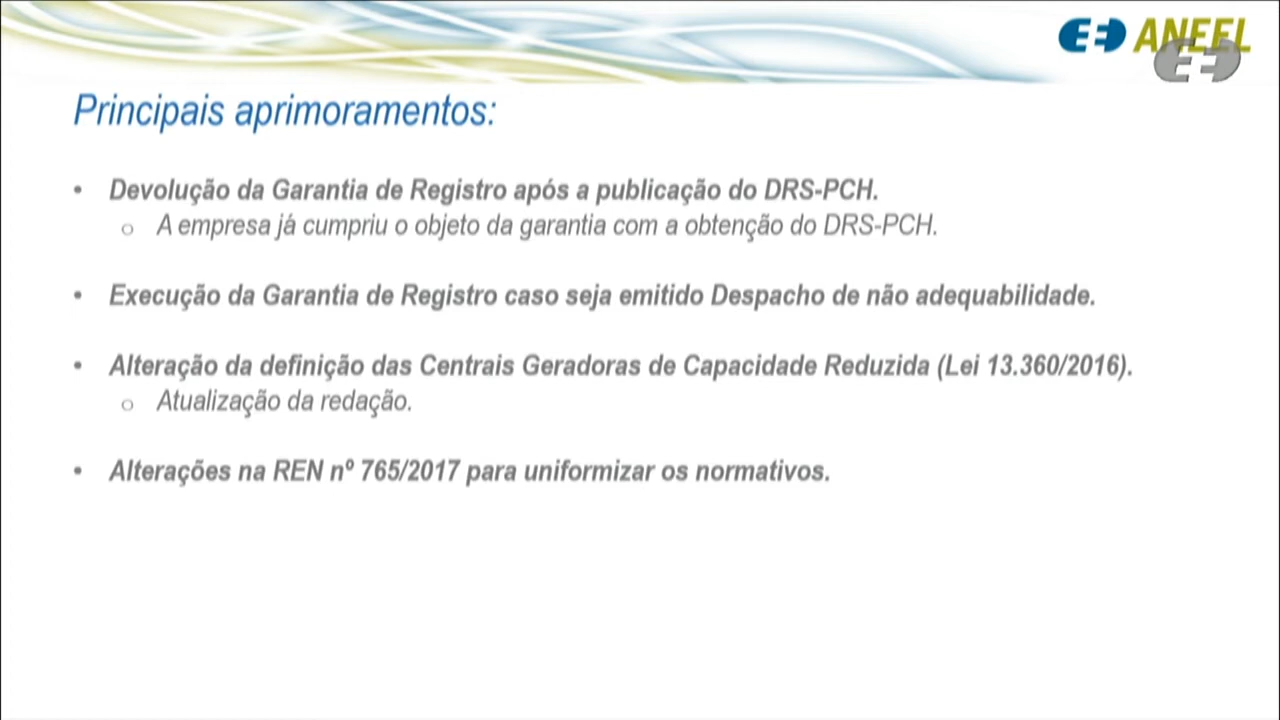 ANEEL
Principais aprimoramentos:
• Devolução da Garantia de Registro após a publicação do DRS-PCH.
o A empresa já cumpriu o objeto da garantia com a obtenção do DRS-PCH.
• Execução da Garantia de Registro caso seja emitido Despacho de não adequabilidade.
• Alteração da definição das Centrais Geradoras de Capacidade Reduzida (Lei 13.360/2016).
o Atualização da redação.
• Alterações na REN nº 765/2017 para uniformizar os normativos.